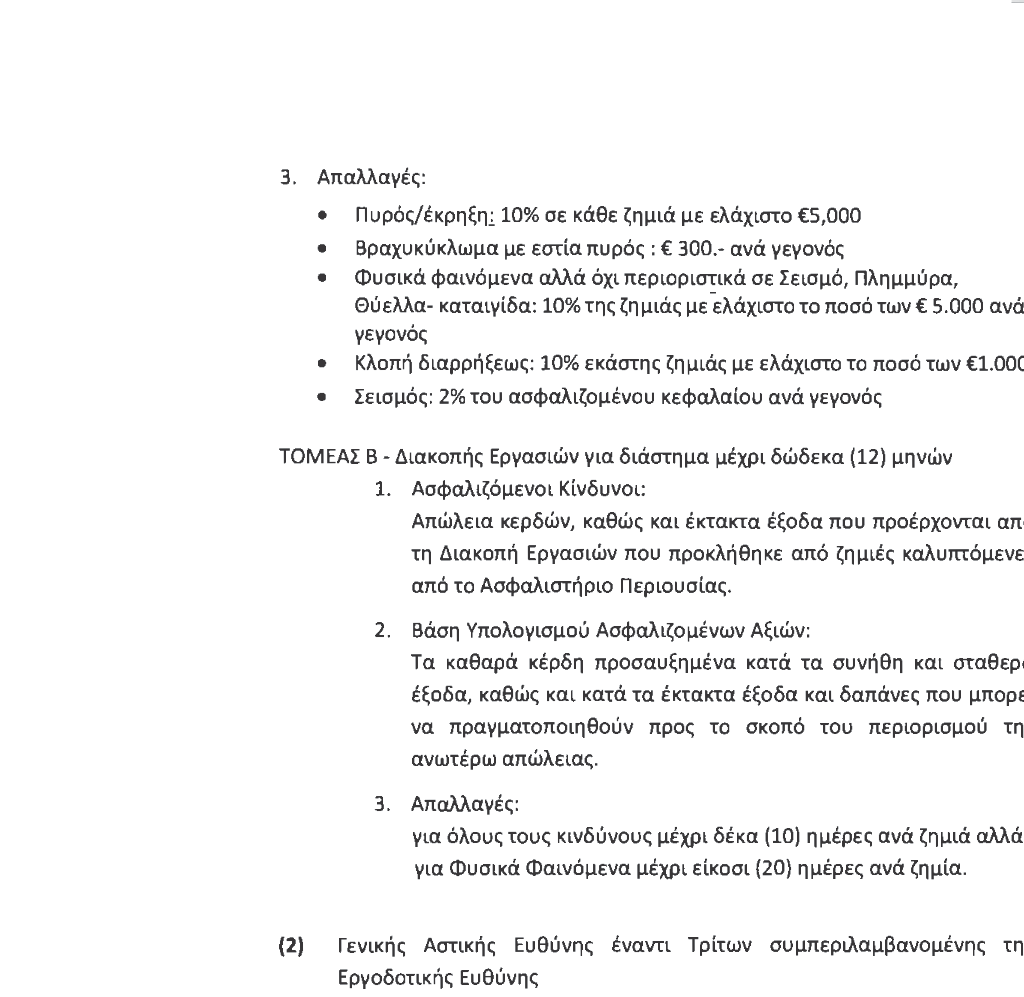 3. Απαλλαγές:
• Πυρός/έκρηξη: 10% σε κάθε ζημιά με ελάχιστο €5,000
• Βραχυκύκλωμα με εστία πυρός : € 300.- ανά γεγονός
• Φυσικά φαινόμενα αλλά όχι περιοριστικά σε Σεισμό, Πλημμύρα,
Θύελλα- καταιγίδα: 10% της ζημιάς με ελάχιστο το ποσό των € 5.000 ανά
γεγονός
• Κλοπή διαρρήξεως: 10% εκάστης ζημιάς με ελάχιστο το ποσό των €1.000
• Σεισμός: 2% του ασφαλιζομένου κεφαλαίου ανά γεγονός
ΤΟΜΕΑΣ Β - Διακοπής Εργασιών για διάστημα μέχρι δώδεκα (12) μηνών
1. Ασφαλιζόμενοι Κίνδυνοι:
Απώλεια κερδών, καθώς και έκτακτα έξοδα που προέρχονται απ
τη Διακοπή Εργασιών που προκλήθηκε από ζημιές καλυπτόμενε
από το Ασφαλιστήριο Περιουσίας.
2. Βάση Υπολογισμού Ασφαλιζομένων Αξιών:
Τα καθαρά κέρδη προσαυξημένα κατά τα συνήθη και σταθερ
έξοδα, καθώς και κατά τα έκτακτα έξοδα και δαπάνες που μπορε
να πραγματοποιηθούν προς το σκοπό του περιορισμού τη
ανωτέρω απώλειας.
3. Απαλλαγές:
για όλους τους κινδύνους μέχρι δέκα (10) ημέρες ανά ζημιά αλλά
για Φυσικά Φαινόμενα μέχρι είκοσι (20) ημέρες ανά ζημία.
(2) Γενικής Αστικής Ευθύνης έναντι Τρίτων συμπεριλαμβανομένης τη
Εργοδοτικής Ευθύνης